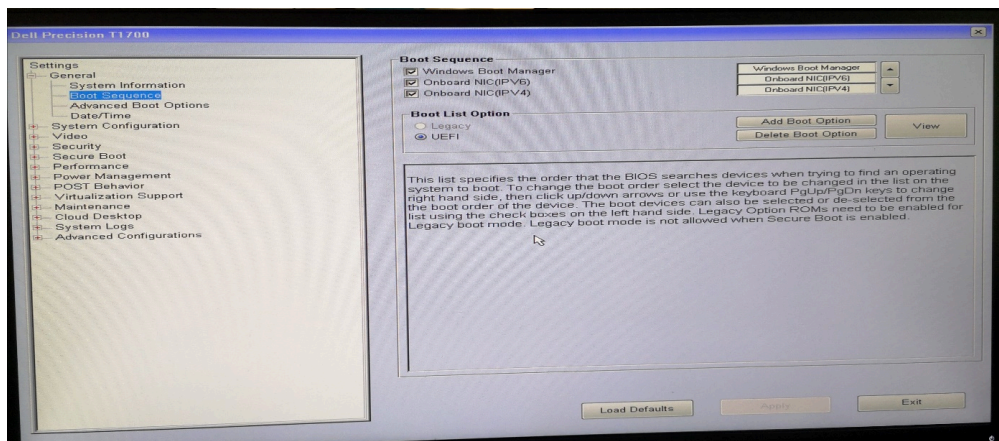 Dell Precision T1700
Settings
General
System Information
Boot Sequence
Advanced Boot Options
Date/Time
System Configuration
Video
Security
Secure Boot
Performance
Power Management
POST Behavior
Virtualization Support
Maintenance
Cloud Desktop
System Logs
Advanced Configurations
Boot Sequence
Windows Boot Manager
Onboard NIC(IPV6)
Onboard NIC(IPV4)
Windows Boot Manager
Onboard NIC(IPV6)
Onboard NIC(IPV4)
Boot List Option
Legacy
UEFI
Add Boot Option
Delete Boot Option
View
This list specifies the order that the BIOS searches devices when trying to find an operating
system to boot. To change the boot order select the device to be changed in the list on the
right hand side, then click up/down arrows or use the keyboard PgUp/PgDn keys to change
the boot order of the device. The boot devices can also be selected or de-selected from the
list using the check boxes on the left hand side. Legacy Option ROMs need to be enabled for
Legacy boot mode. Legacy boot mode is not allowed when Secure Boot is enabled.
Load Defaults
Apply
Exit